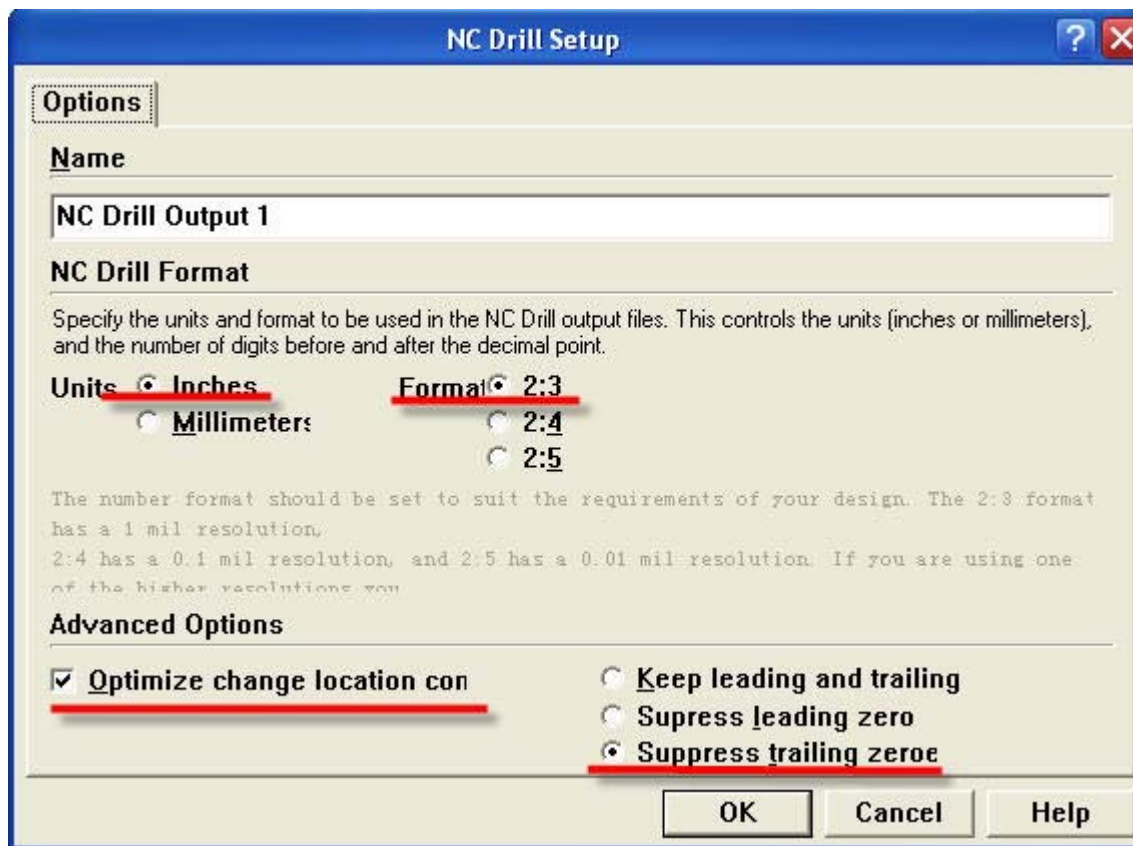 NC Drill Setup
Options
Name
NC Drill Output 1
NC Drill Format
Specify the units and format to be used in the NC Drill output files. This controls the units (inches or millimeters),
and the number of digits before and after the decimal point.
Units Inches Format 2:3
Millimeters 2:4
2:5
The number format should be set to suit the requirements of your design. The 2:3 format
has a 1 mil resolution,
2:4 has a 0.1 mil resolution, and 2:5 has a 0.01 mil resolution. If you are using one
of the higher resolutions you
Advanced Options
Optimize change location con Keep leading and trailing
Supress leading zero
Suppress trailing zeroe
OK Cancel Help